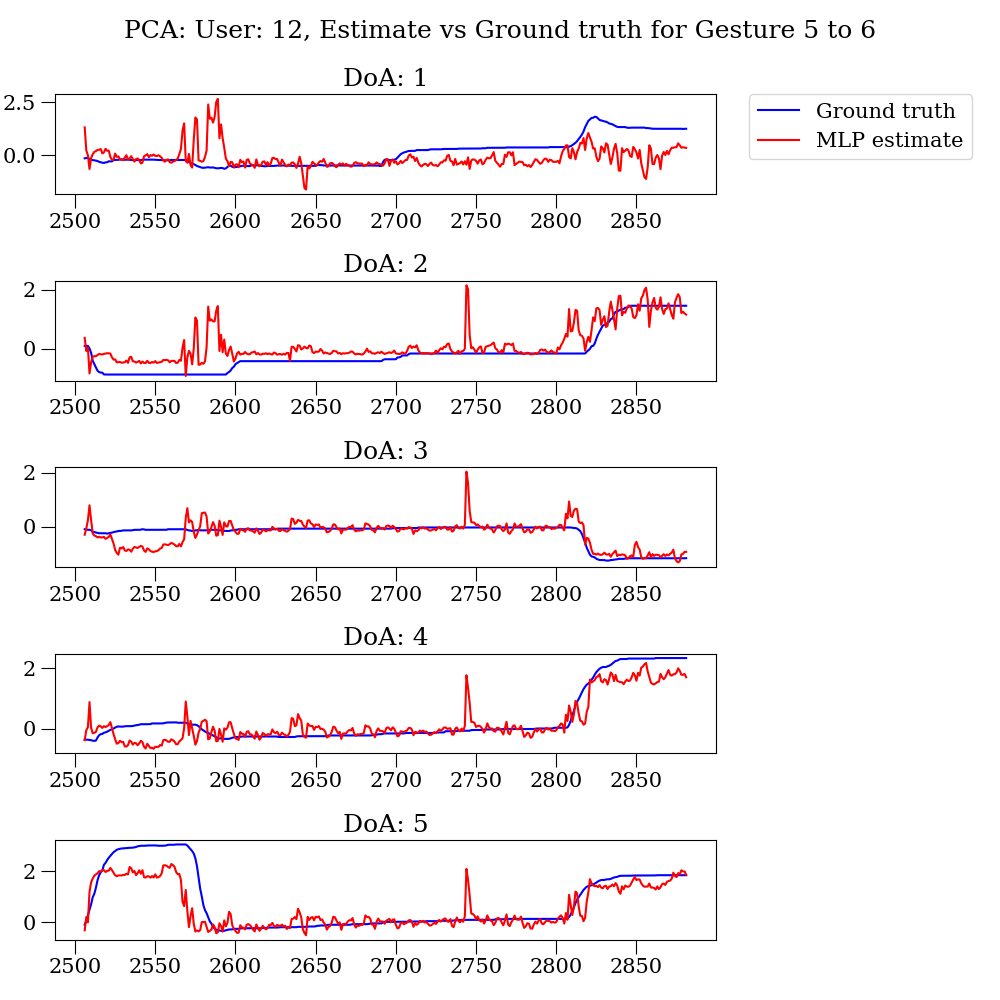 PCA: User: 12, Estimate vs Ground truth for Gesture 5 to 6
DoA: 1
Ground truth
MLP estimate
2.5
0.0
2500 2550 2600 2650 2700 2750 2800 2850
DoA: 2
2
0
2500 2550 2600 2650 2700 2750 2800 2850
DoA: 3
2
0
2500 2550 2600 2650 2700 2750 2800 2850
DoA: 4
2
0
2500 2550 2600 2650 2700 2750 2800 2850
DoA: 5
2
0
2500 2550 2600 2650 2700 2750 2800 2850